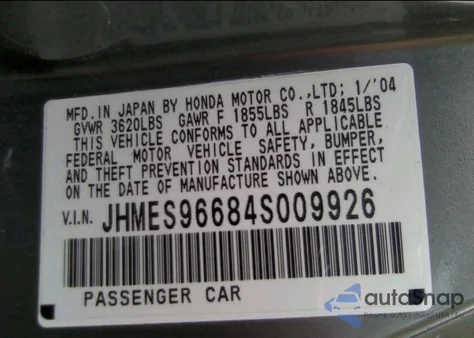 MFD. IN JAPAN BY HONDA MOTOR CO.,LTD; 1/'04
GVWR 3620LBS GAWR F 1855LBS R 1845LBS
THIS VEHICLE CONFORMS TO ALL APPLICABLE
FEDERAL MOTOR VEHICLE SAFETY, BUMPER,
AND THEFT PREVENTION STANDARDS IN EFFECT
ON THE DATE OF MANUFACTURE SHOWN ABOVE.
V.I.N. JHMES96684S009926
PASSENGER CAR
autoSnap